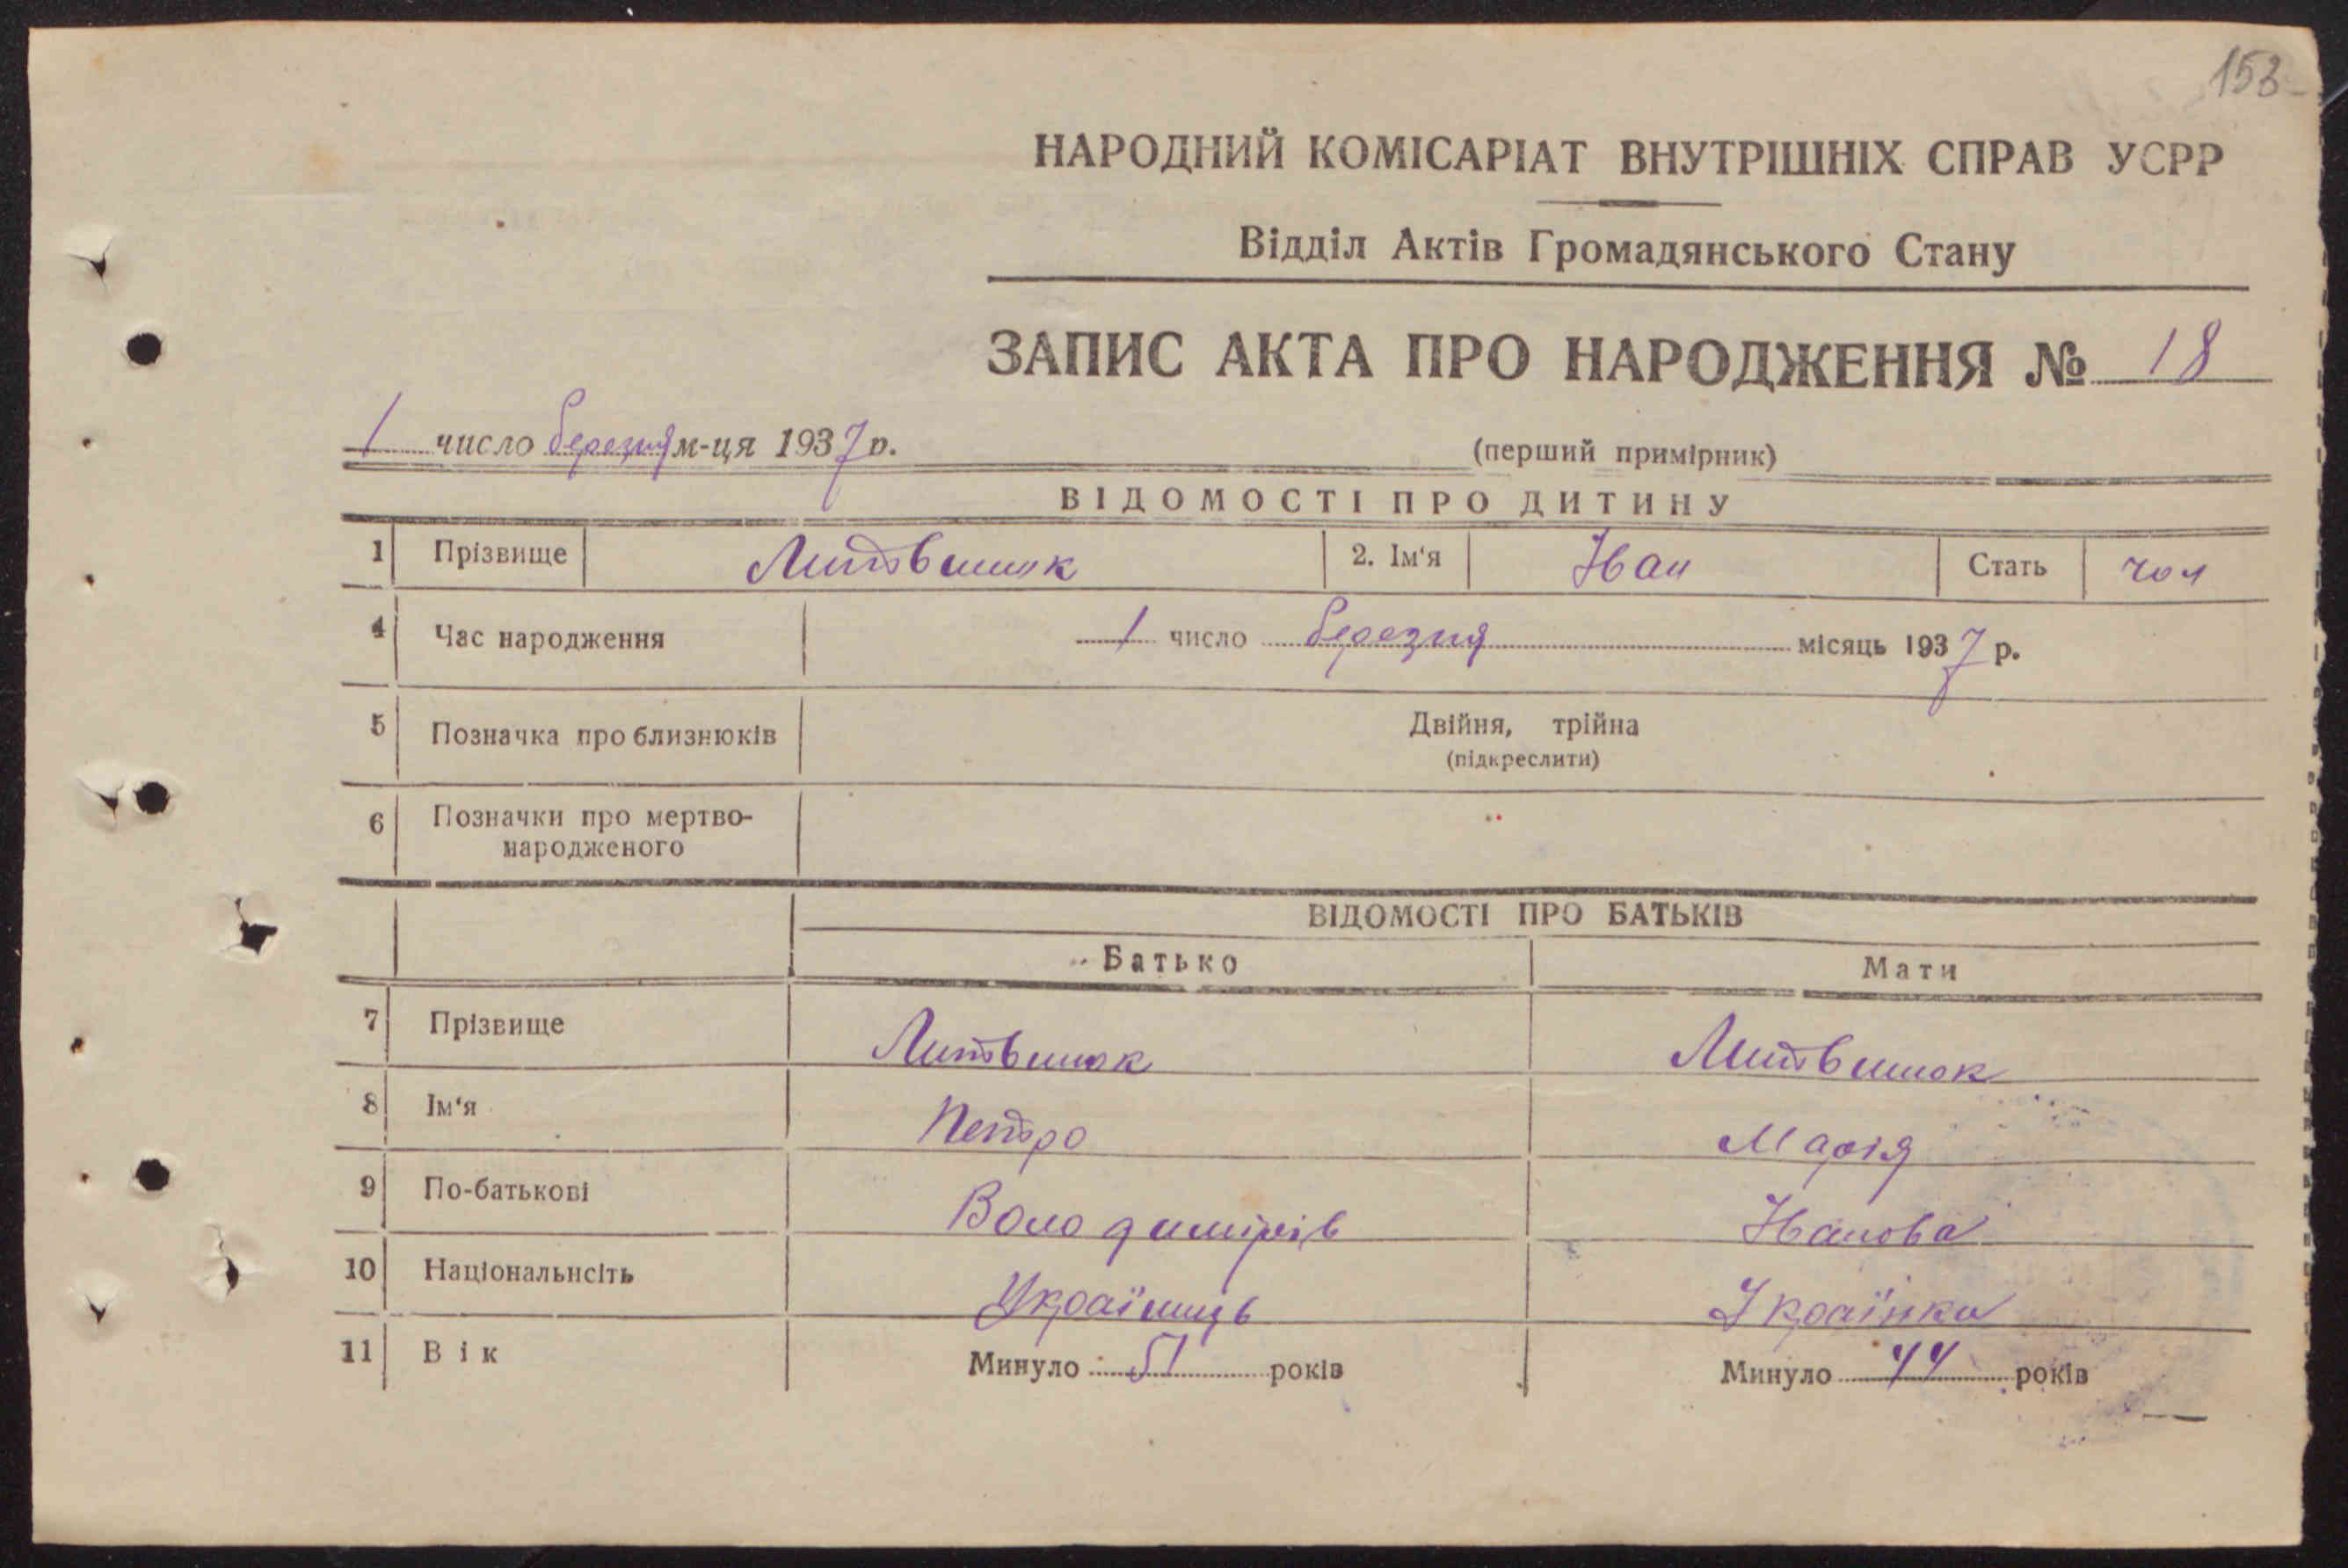 153
НАРОДНИЙ КОМІСАРІАТ ВНУТРІШНІХ СПРАВ УСРР
Відділ Актів Громадянського Стану
ЗАПИС АКТА ПРО НАРОДЖЕННЯ № 18
1 число березня м-ця 1937 р.
(перший примірник)
ВІДОМОСТІ ПРО ДИТИНУ
1 Прізвище Литвинюк 2. Ім'я Іван Стать чол
4 Час народження 1 число березня місяць 1937 р.
5 Позначка про близнюків Двійня, трійна
(підкреслити)
6 Позначки про мертво-
народженого
ВІДОМОСТІ ПРО БАТЬКІВ
Батько Мати
7 Прізвище Литвинюк Литвинюк
8 Ім'я Петро Марія
9 По-батькові Володимірів Іванова
10 Національнсіть Українець Українка
11 Вік Минуло 51 років Минуло 44 років